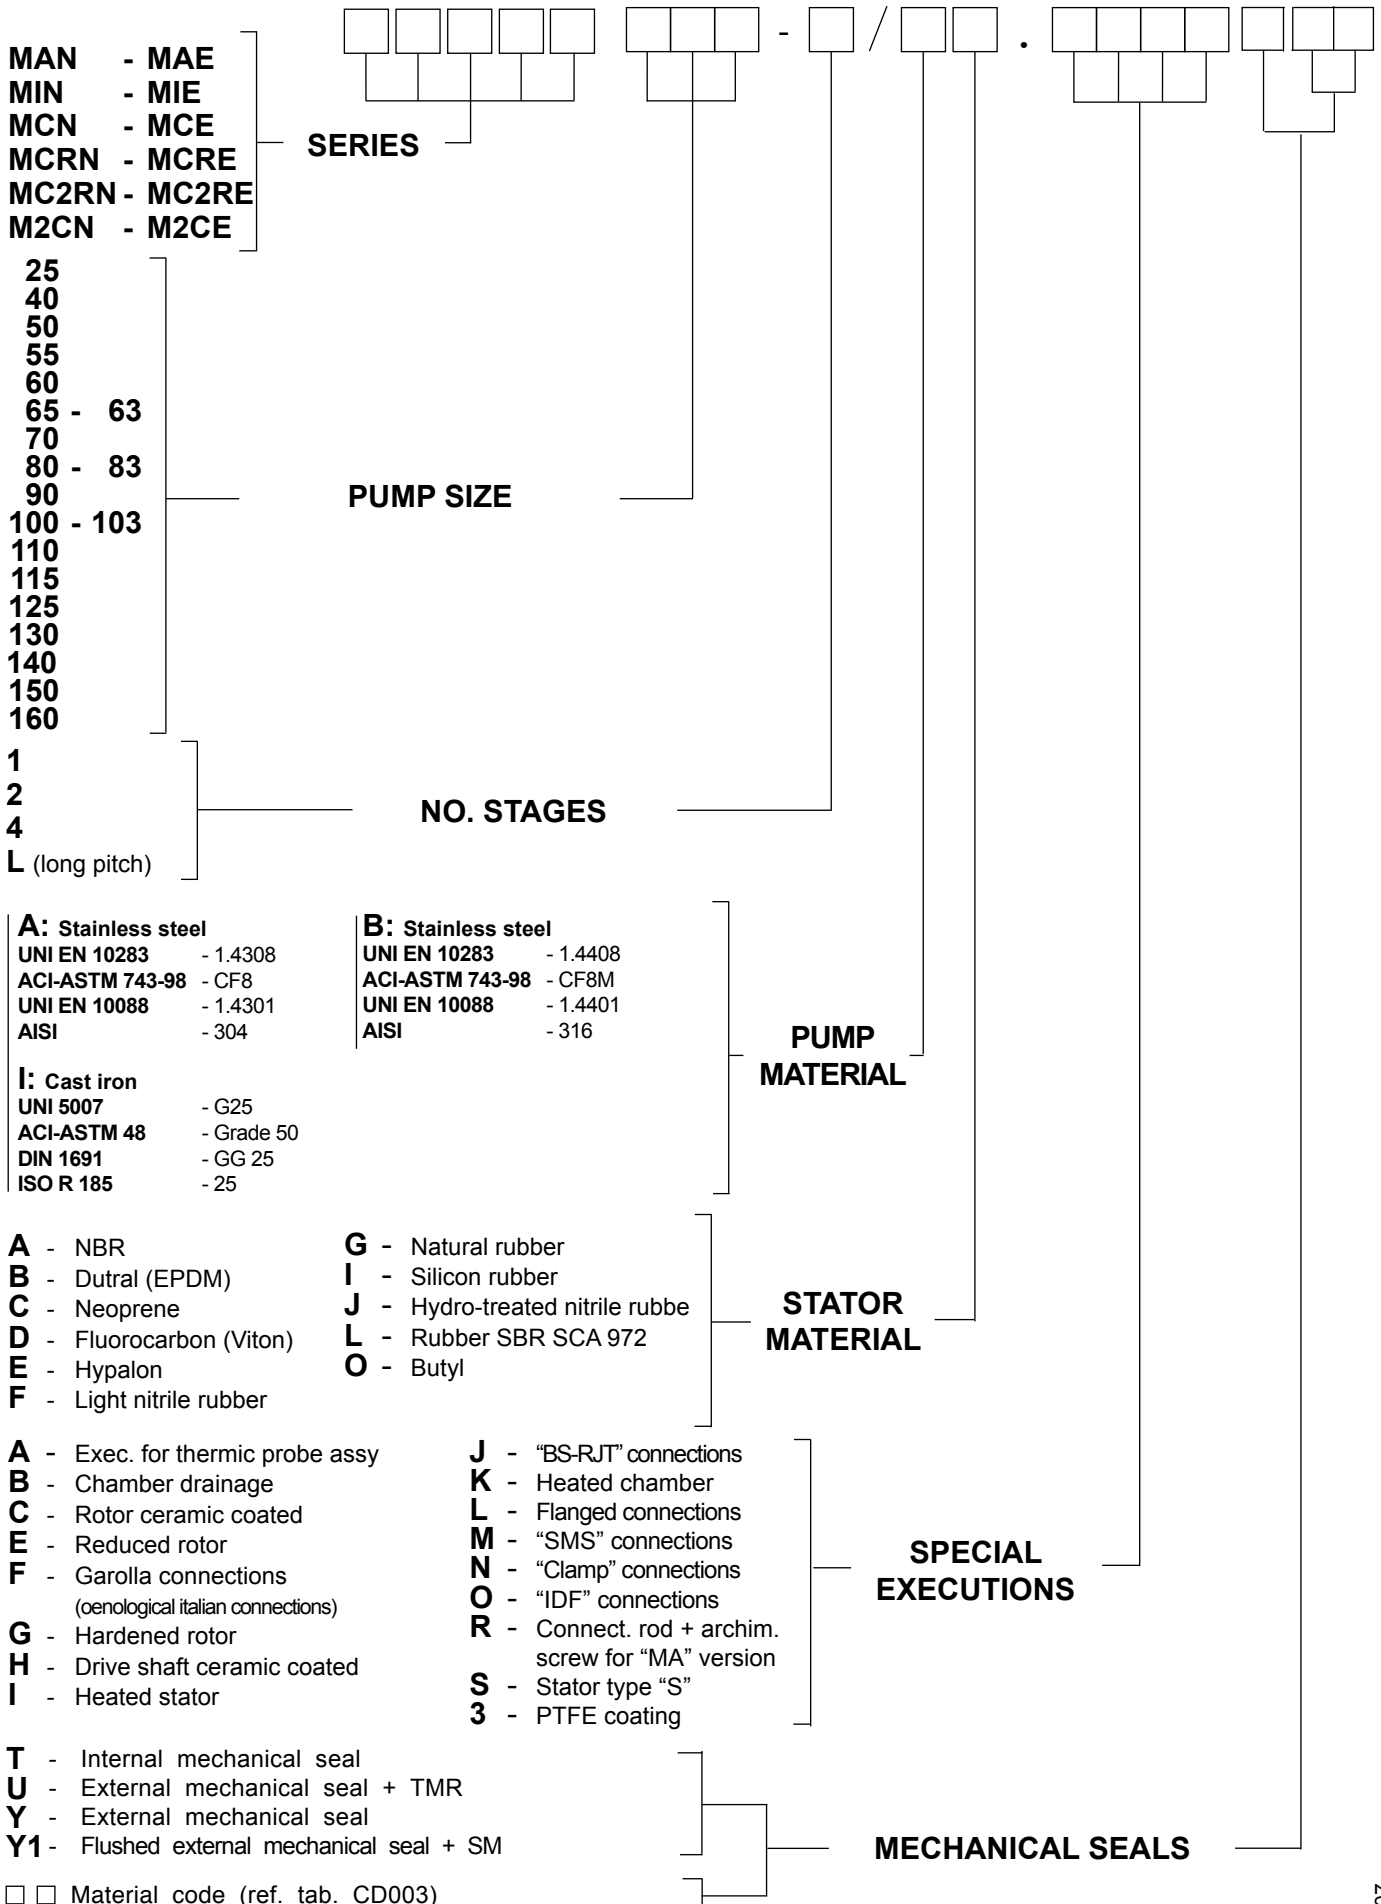 - / .
MAN - MAE
MIN - MIE
MCN - MCE
MCRN - MCRE
MC2RN - MC2RE
M2CN - M2CE
SERIES
25
40
50
55
60
65 - 63
70
80 - 83
90
100 - 103
110
115
125
130
140
150
160
PUMP SIZE
1
2
4
L (long pitch)
NO. STAGES
A: Stainless steel
UNI EN 10283 - 1.4308
ACI-ASTM 743-98 - CF8
UNI EN 10088 - 1.4301
AISI - 304
B: Stainless steel
UNI EN 10283 - 1.4408
ACI-ASTM 743-98 - CF8M
UNI EN 10088 - 1.4401
AISI - 316
I: Cast iron
UNI 5007 - G25
ACI-ASTM 48 - Grade 50
DIN 1691 - GG 25
ISO R 185 - 25
PUMP
MATERIAL
A - NBR
B - Dutral (EPDM)
C - Neoprene
D - Fluorocarbon (Viton)
E - Hypalon
F - Light nitrile rubber
G - Natural rubber
I - Silicon rubber
J - Hydro-treated nitrile rubbe
L - Rubber SBR SCA 972
O - Butyl
STATOR
MATERIAL
A - Exec. for thermic probe assy
B - Chamber drainage
C - Rotor ceramic coated
E - Reduced rotor
F - Garolla connections
(oenological italian connections)
G - Hardened rotor
H - Drive shaft ceramic coated
I - Heated stator
J - “BS-RJT” connections
K - Heated chamber
L - Flanged connections
M - “SMS” connections
N - “Clamp” connections
O - “IDF” connections
R - Connect. rod + archim.
screw for “MA” version
S - Stator type “S”
3 - PTFE coating
SPECIAL
EXECUTIONS
T - Internal mechanical seal
U - External mechanical seal + TMR
Y - External mechanical seal
Y1 - Flushed external mechanical seal + SM
MECHANICAL SEALS
□ □ Material code (ref. tab. CD003)